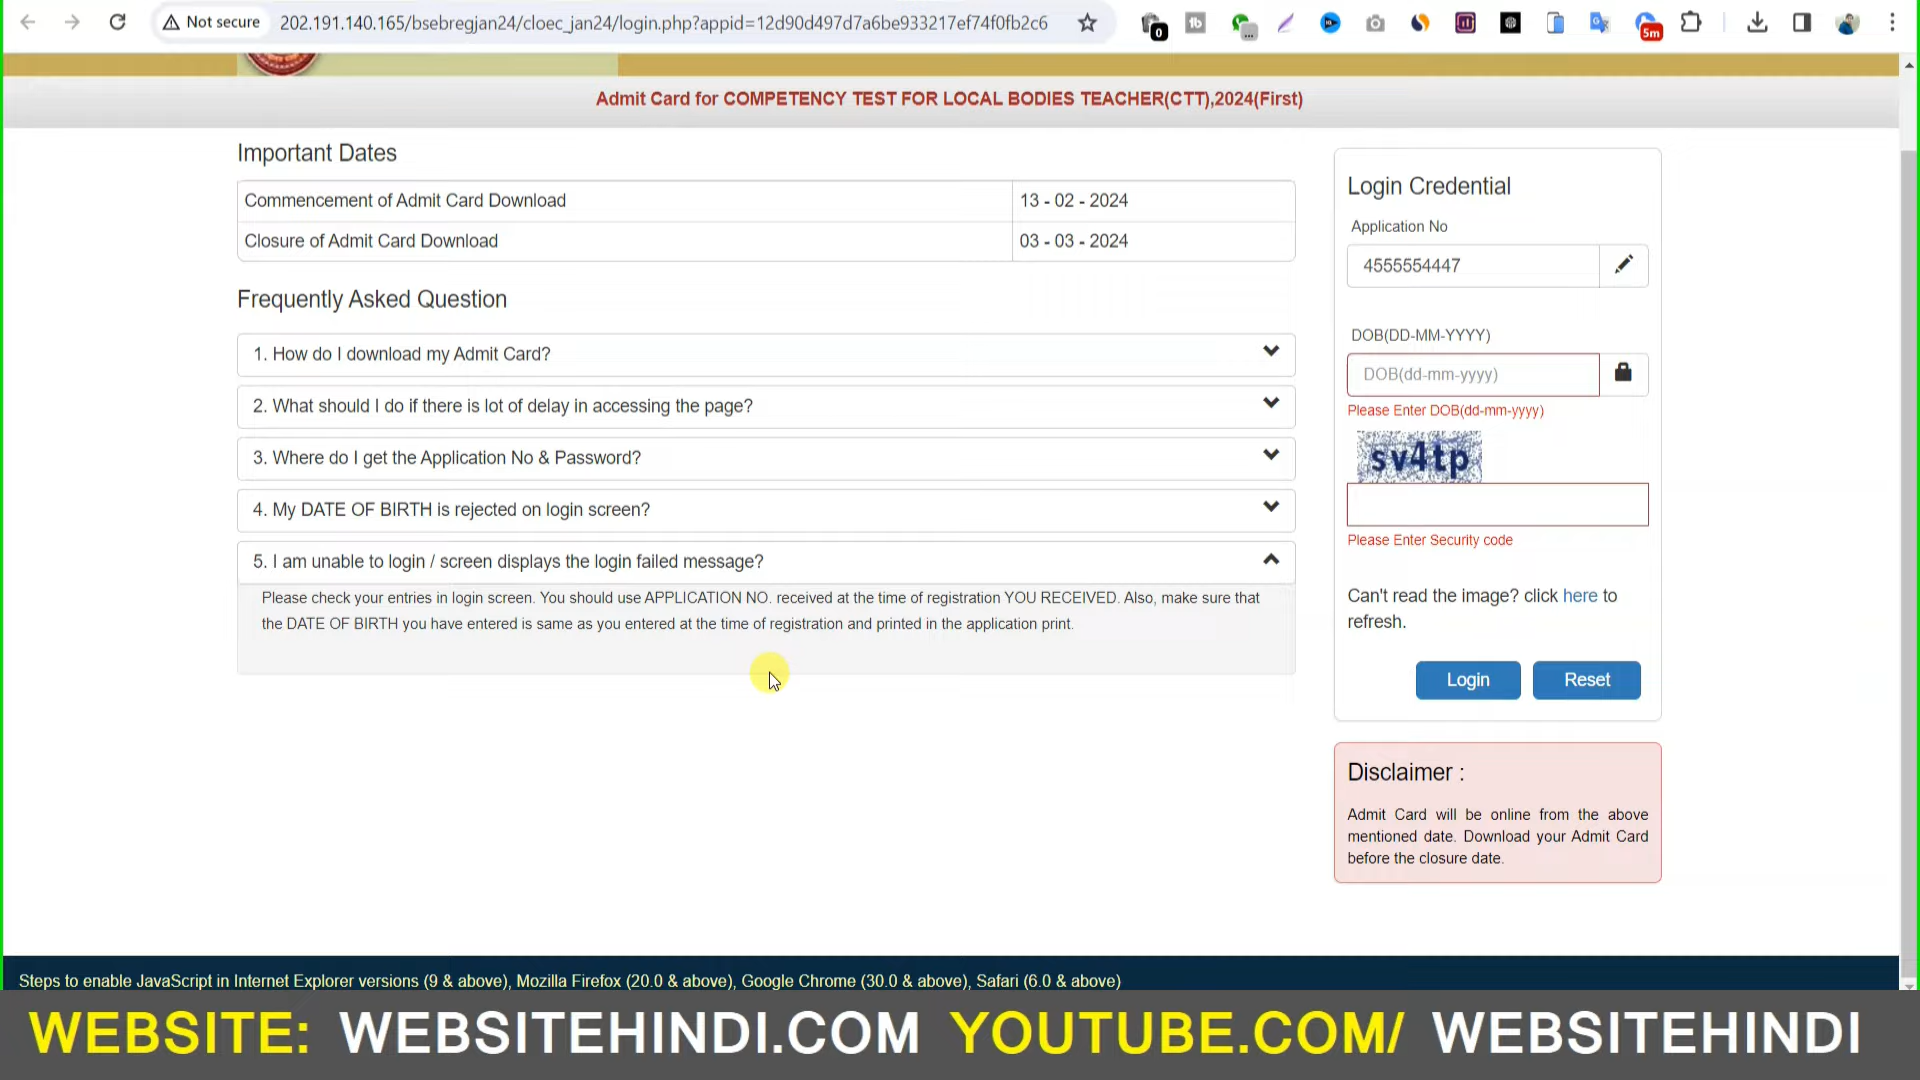 Not secure
202.191.140.165/bsebregjan24/cloec_jan24/login.php?appid=12d90d497d7a6be933217ef74f0fb2c6
0
tb
5m
Admit Card for COMPETENCY TEST FOR LOCAL BODIES TEACHER(CTT),2024(First)
Important Dates
Commencement of Admit Card Download 13 - 02 - 2024
Closure of Admit Card Download 03 - 03 - 2024
Frequently Asked Question
1. How do I download my Admit Card?
2. What should I do if there is lot of delay in accessing the page?
3. Where do I get the Application No & Password?
4. My DATE OF BIRTH is rejected on login screen?
5. I am unable to login / screen displays the login failed message?
Please check your entries in login screen. You should use APPLICATION NO. received at the time of registration YOU RECEIVED. Also, make sure that
the DATE OF BIRTH you have entered is same as you entered at the time of registration and printed in the application print.
Login Credential
Application No
4555554447
DOB(DD-MM-YYYY)
DOB(dd-mm-yyyy)
Please Enter DOB(dd-mm-yyyy)
sv4tp
Please Enter Security code
Can't read the image? click here to
refresh.
Login Reset
Disclaimer :
Admit Card will be online from the above
mentioned date. Download your Admit Card
before the closure date.
Steps to enable JavaScript in Internet Explorer versions (9 & above), Mozilla Firefox (20.0 & above), Google Chrome (30.0 & above), Safari (6.0 & above)
WEBSITE: WEBSITEHINDI.COM YOUTUBE.COM/ WEBSITEHINDI